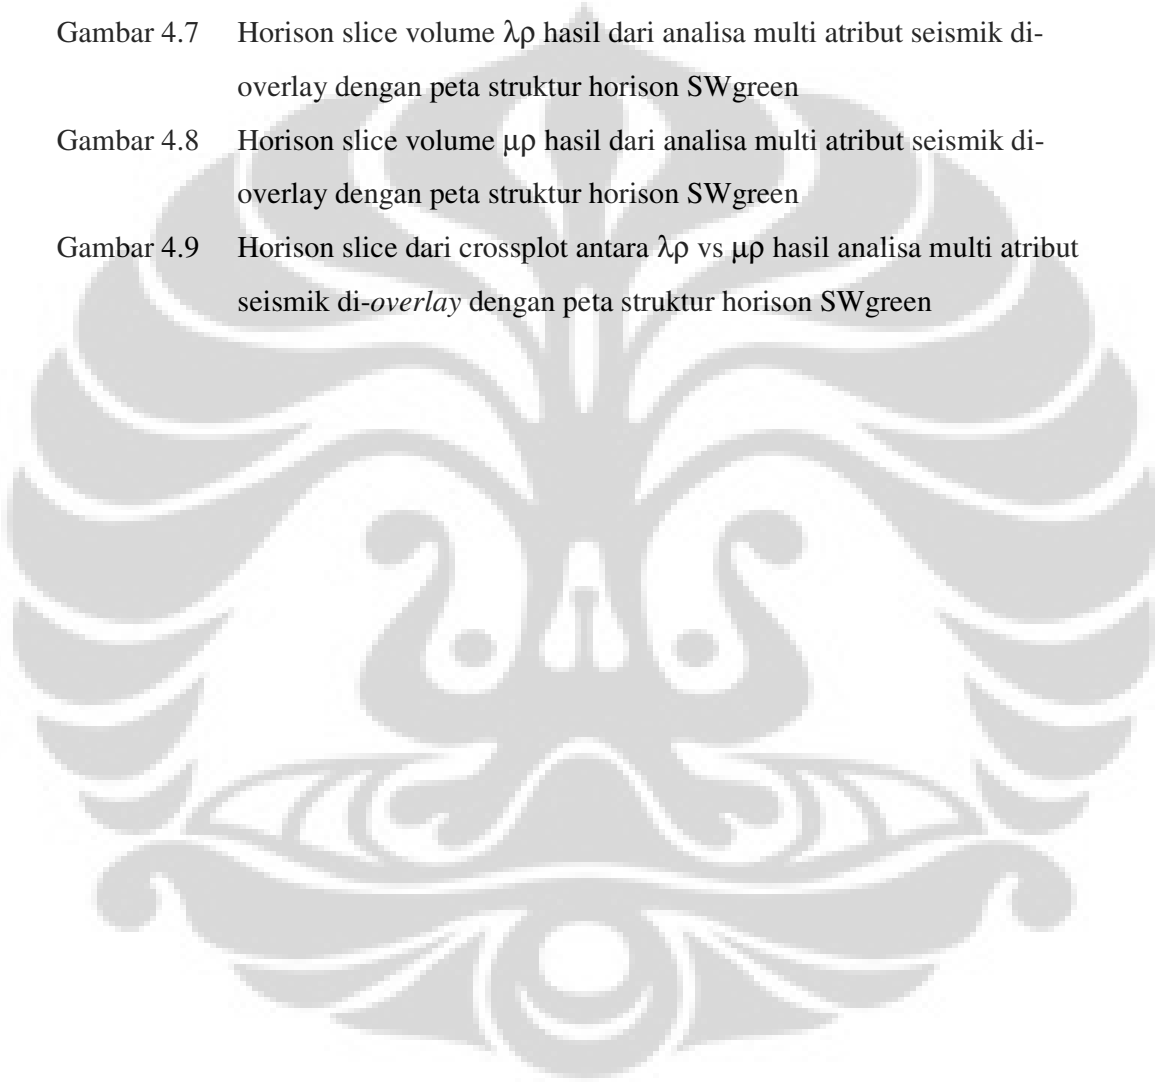 Gambar 4.7 Horison slice volume λρ hasil dari analisa multi atribut seismik di-
overlay dengan peta struktur horison SWgreen
Gambar 4.8 Horison slice volume μρ hasil dari analisa multi atribut seismik di-
overlay dengan peta struktur horison SWgreen
Gambar 4.9 Horison slice dari crossplot antara λρ vs μρ hasil analisa multi atribut
seismik di-overlay dengan peta struktur horison SWgreen